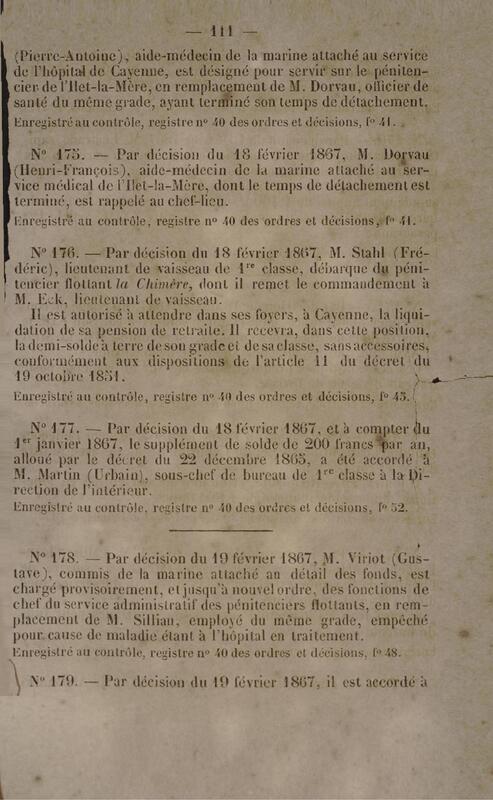 — 111 —
(Pierre-Antoine), aide-médecin de la marine attaché au service
de l'hôpital de Cayenne, est désigné pour servir sur le péniten-
cier de l'Ilet-la-Mère, en remplacement de M. Dorvau, officier de
santé du même grade, ayant terminé son temps de détachement.
Enregistré au contrôle, registre nº 40 des ordres et décisions, fº 41.
Nº 175. — Par décision du 18 février 1867, M. Dorvau
(Henri-François), aide-médecin de la marine attaché au ser-
vice médical de l'Ilet-la-Mère, dont le temps de détachement est
terminé, est rappelé au chef-lieu.
Enregistré au contrôle, registre nº 40 des ordres et décisions, fº 41.
Nº 176. — Par décision du 18 février 1867, M. Stahl (Fré-
déric), lieutenant de vaisseau de 1re classe, débarque du péni-
tencier flottant la Chimère, dont il remet le commandement à
M. Eck, lieutenant de vaisseau.
Il est autorisé à attendre dans ses foyers, à Cayenne, la liqui-
dation de sa pension de retraite. Il recevra, dans cette position,
la demi-solde à terre de son grade et de sa classe, sans accessoires,
conformément aux dispositions de l'article 11 du décret du
19 octobre 1851.
Enregistré au contrôle, registre nº 40 des ordres et décisions, fº 45.
Nº 177. — Par décision du 18 février 1867, et à compter du
1er janvier 1867, le supplément de solde de 200 francs par an,
alloué par le décret du 22 décembre 1865, a été accordé à
M. Martin (Urbain), sous-chef de bureau de 1re classe à la Di-
rection de l'intérieur.
Enregistré au contrôle, registre nº 40 des ordres et décisions, fº 52.
Nº 178. — Par décision du 19 février 1867, M. Viriot (Gus-
tave), commis de la marine attaché au détail des fonds, est
chargé provisoirement, et jusqu'à nouvel ordre, des fonctions de
chef du service administratif des pénitenciers flottants, en rem-
placement de M. Sillian, employé du même grade, empêché
pour cause de maladie étant à l'hôpital en traitement.
Enregistré au contrôle, registre nº 40 des ordres et décisions, fº 48.
Nº 179. — Par décision du 19 février 1867, il est accordé à